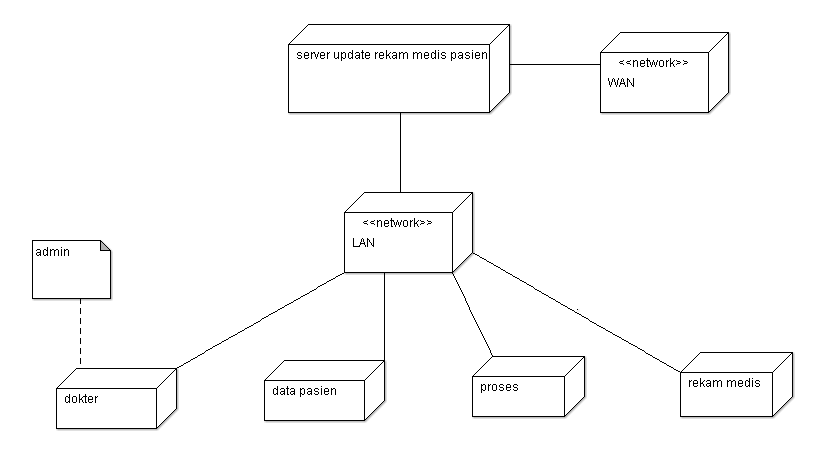 server update rekam medis pasien
<<network>>
WAN
<<network>>
LAN
admin
dokter
data pasien
proses
rekam medis